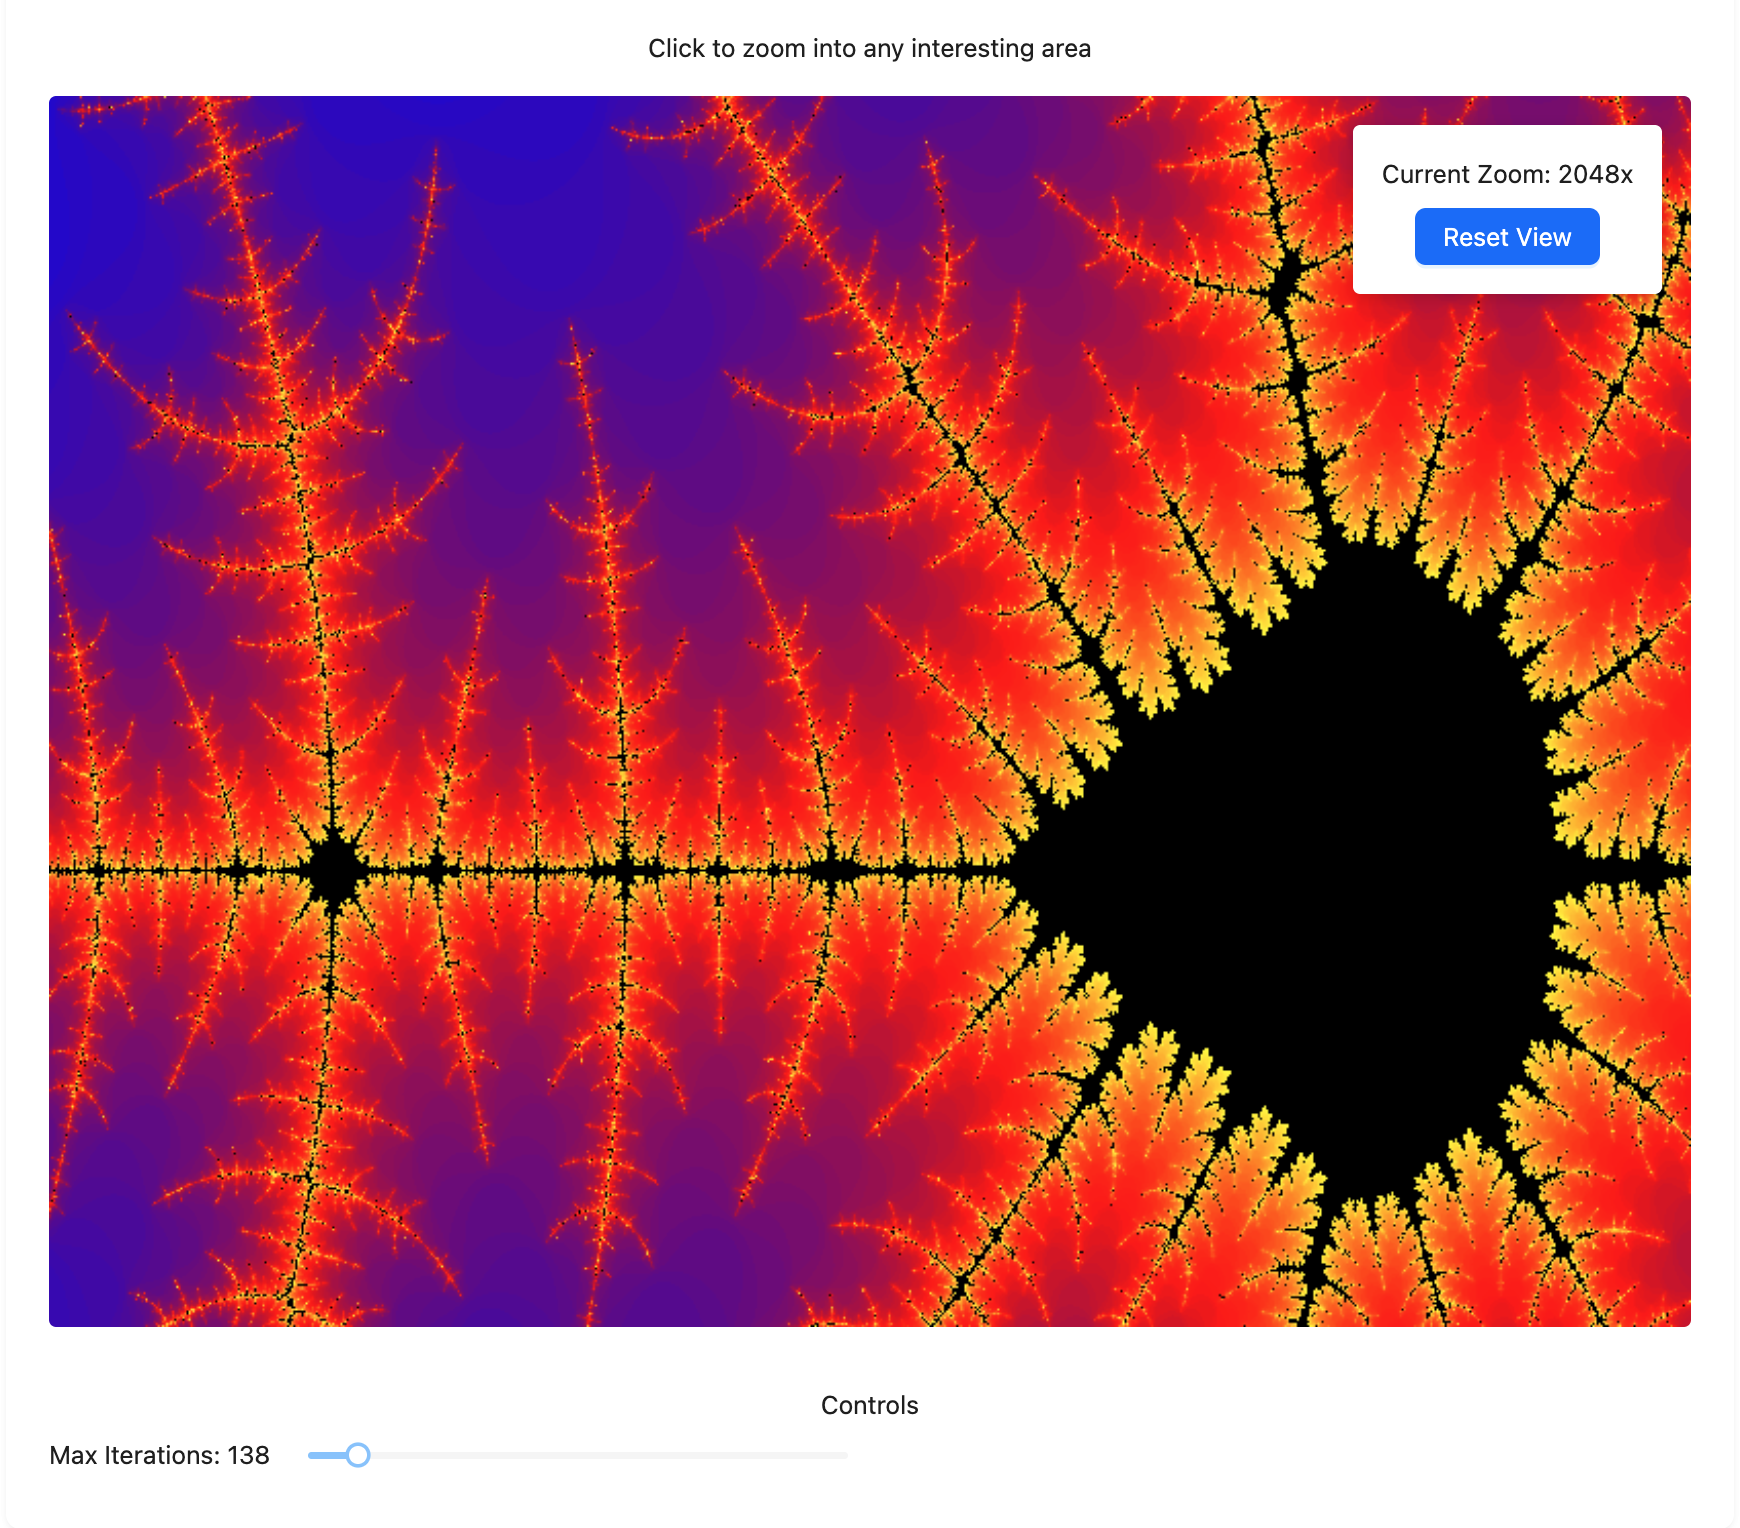 Click to zoom into any interesting area
Current Zoom: 2048x
Reset View
Controls
Max Iterations: 138